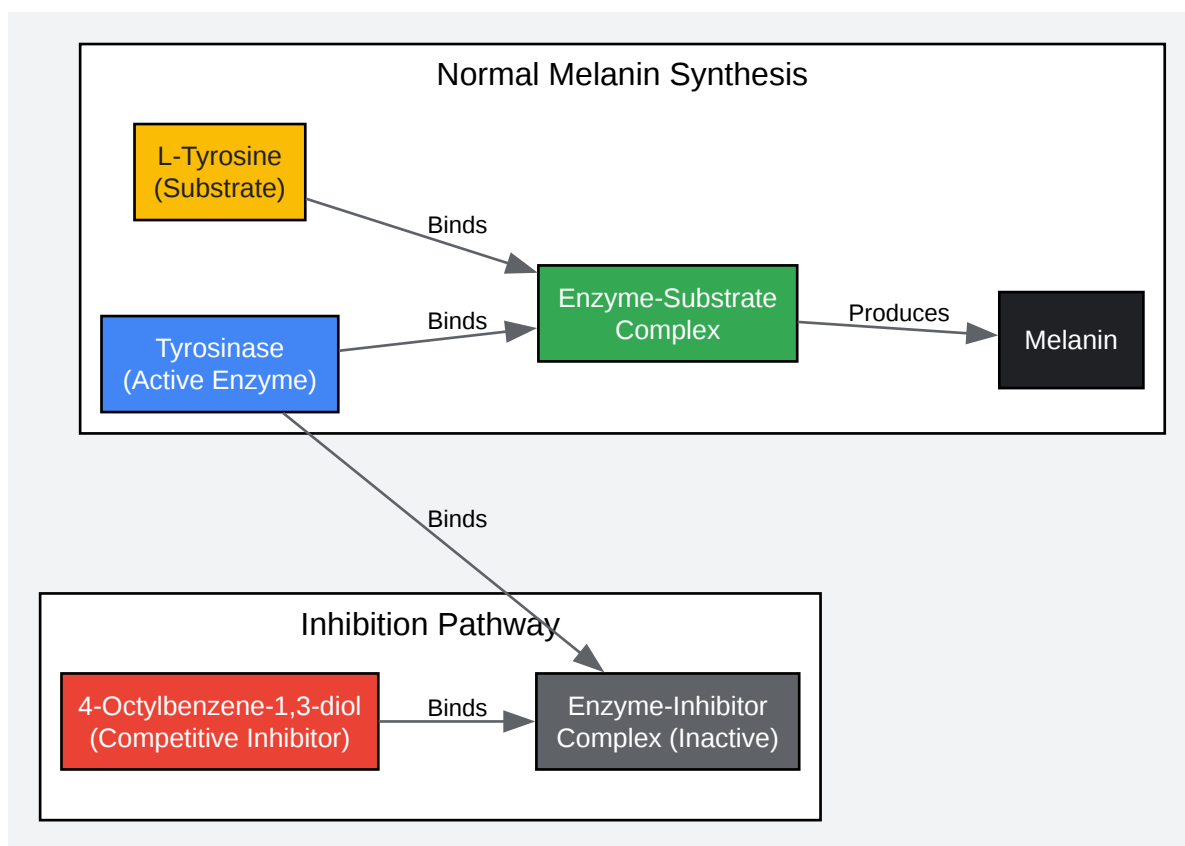 Normal Melanin Synthesis
L-Tyrosine
(Substrate)
Binds
Tyrosinase
(Active Enzyme)
Binds
Enzyme-Substrate
Complex
Produces
Melanin
Binds
Inhibition Pathway
4-Octylbenzene-1,3-diol
(Competitive Inhibitor)
Binds
Enzyme-Inhibitor
Complex (Inactive)